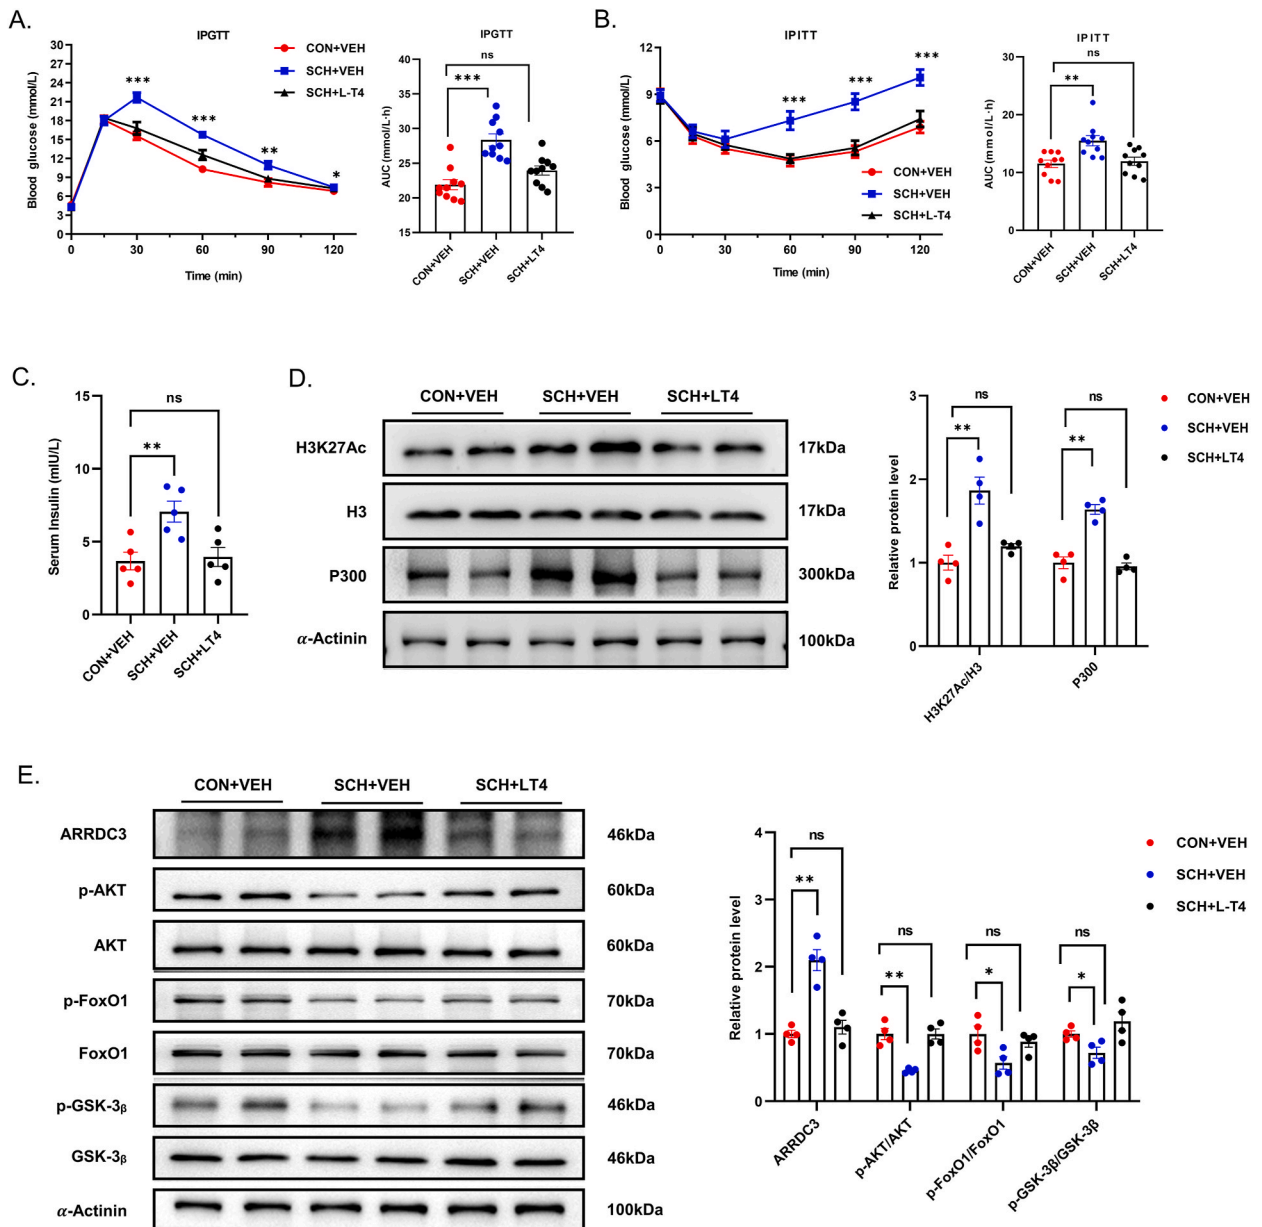 A.
IPGTT
Blood glucose (mmol/L)
30
27
24
21
18
15
12
9
6
3
0
***
***
**
*
CON+VEH
SCH+VEH
SCH+L-T4
0 30 60 90 120
Time (min)
IPGTT
AUC (mmol/L·h)
40
35
30
25
20
15
ns
***
CON+VEH
SCH+VEH
SCH+LT4
B.
IPITT
Blood glucose (mmol/L)
12
9
6
3
0
***
***
***
CON+VEH
SCH+VEH
SCH+L-T4
0 30 60 90 120
Time (min)
IPITT
AUC (mmol/L·h)
30
20
10
0
ns
**
CON+VEH
SCH+VEH
SCH+LT4
C.
Serum Insulin (mIU/L)
15
10
5
0
ns
**
CON+VEH
SCH+VEH
SCH+LT4
D.
CON+VEH SCH+VEH SCH+LT4
H3K27Ac 17kDa
H3 17kDa
P300 300kDa
α-Actinin 100kDa
Relative protein level
3
2
1
0
ns
**
ns
**
H3K27Ac/H3
P300
CON+VEH
SCH+VEH
SCH+LT4
E.
CON+VEH SCH+VEH SCH+LT4
ARRDC3 46kDa
p-AKT 60kDa
AKT 60kDa
p-FoxO1 70kDa
FoxO1 70kDa
p-GSK-3β 46kDa
GSK-3β 46kDa
α-Actinin 100kDa
Relative protein level
4
3
2
1
0
ns
**
ns
**
ns
*
ns
*
ARRDC3
p-AKT/AKT
p-FoxO1/FoxO1
p-GSK-3β/GSK-3β
CON+VEH
SCH+VEH
SCH+L-T4